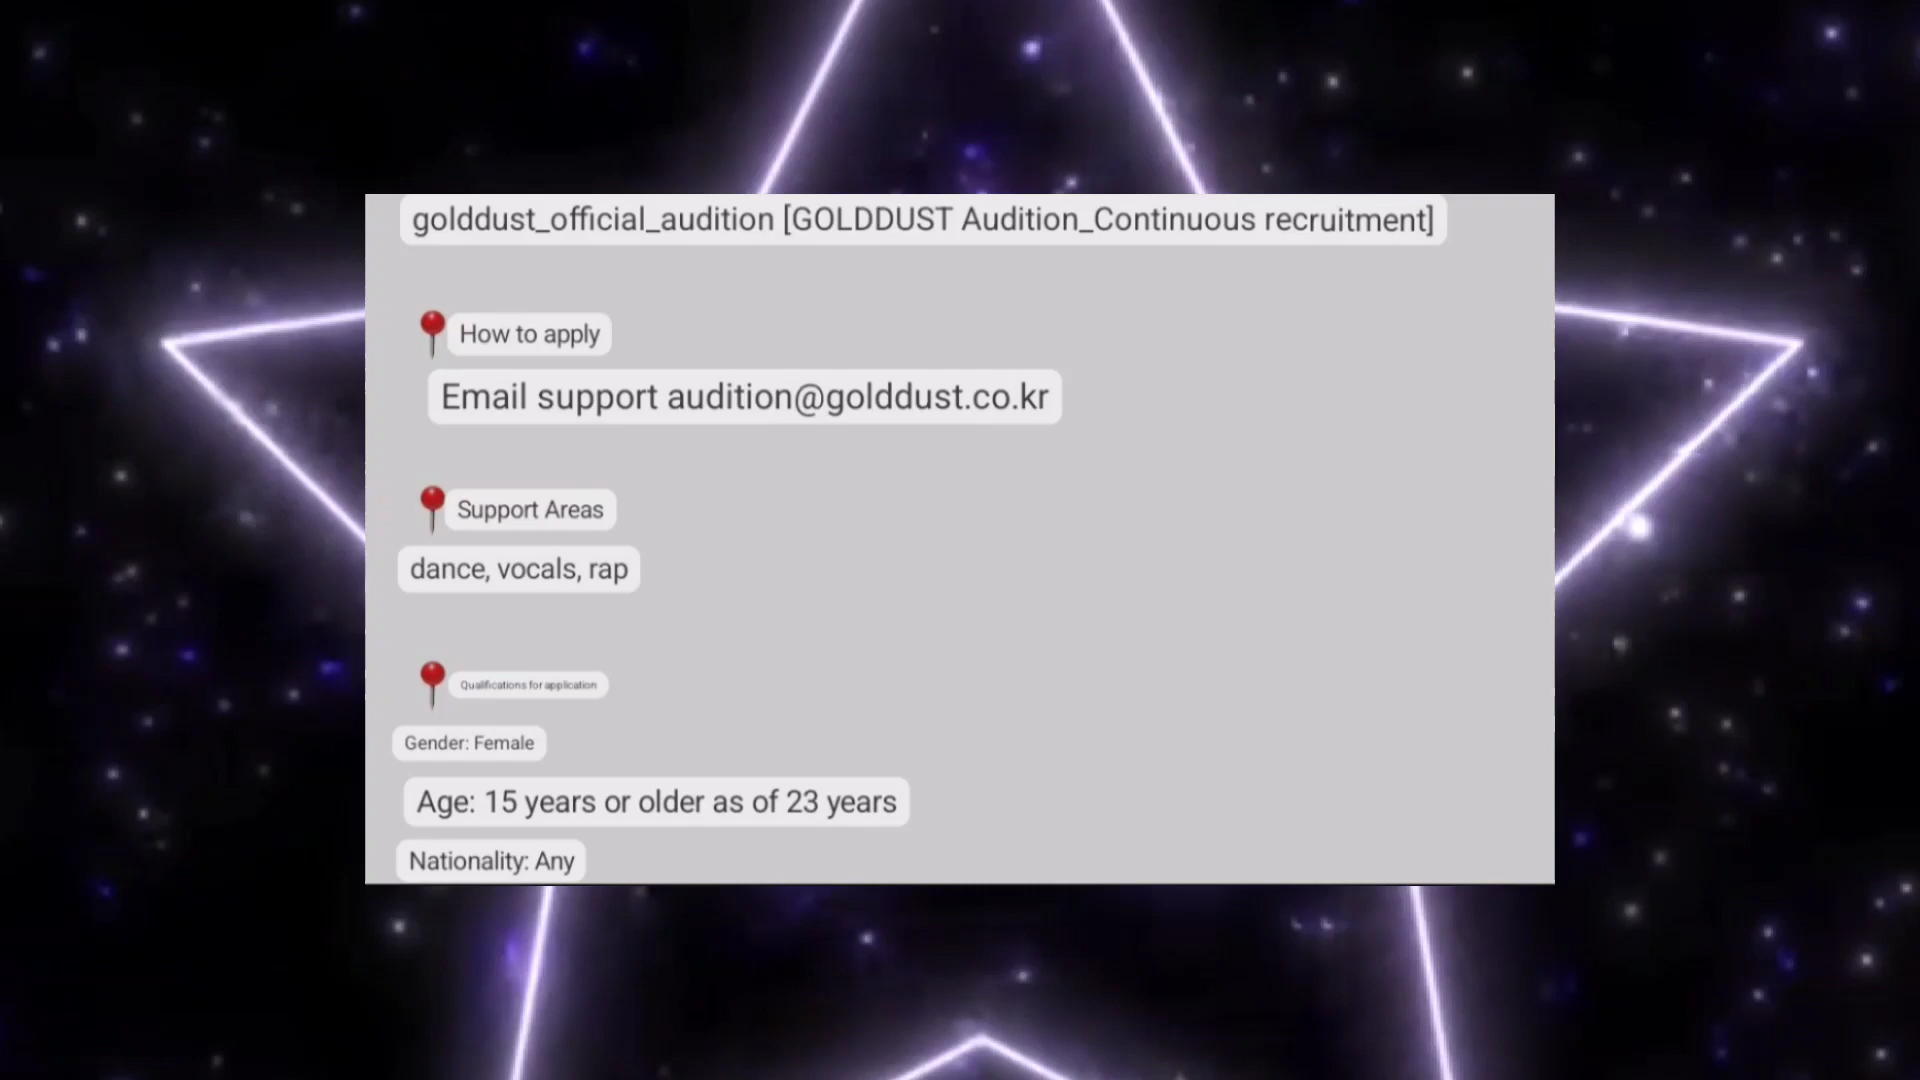 golddust_official_audition [GOLDDUST Audition_Continuous recruitment]
How to apply
Email support audition@golddust.co.kr
Support Areas
dance, vocals, rap
Qualifications for application
Gender: Female
Age: 15 years or older as of 23 years
Nationality: Any